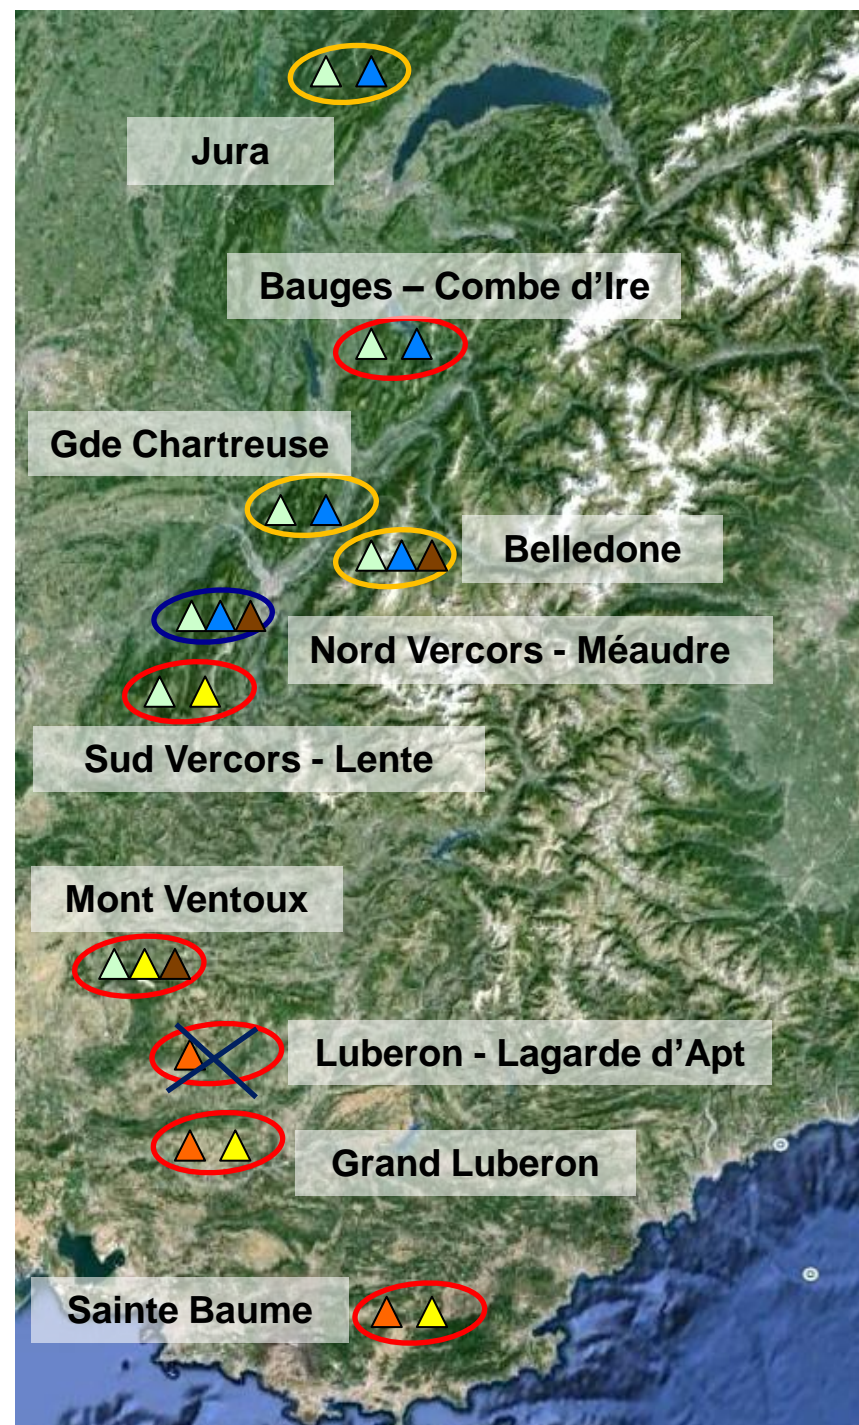 Jura
Bauges – Combe d’Ire
Gde Chartreuse
Belledone
Nord Vercors - Méaudre
Sud Vercors - Lente
Mont Ventoux
Luberon - Lagarde d’Apt
Grand Luberon
Sainte Baume